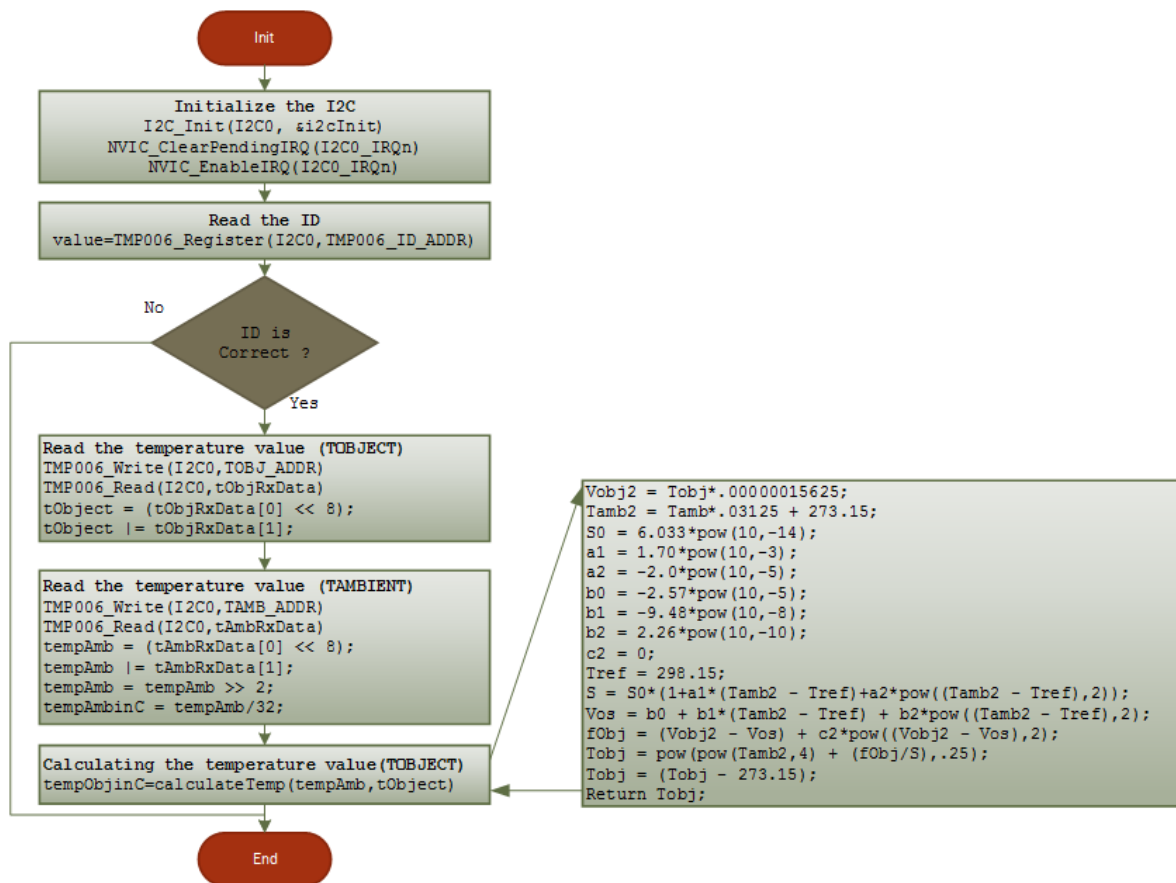 Init
Initialize the I2C
I2C_Init(I2C0, &i2cInit)
NVIC_ClearPendingIRQ(I2C0_IRQn)
NVIC_EnableIRQ(I2C0_IRQn)
Read the ID
value=TMP006_Register(I2C0,TMP006_ID_ADDR)
No
ID is
Correct ?
Yes
Read the temperature value (TOBJECT)
TMP006_Write(I2C0,TOBJ_ADDR)
TMP006_Read(I2C0,tObjRxData)
tObject = (tObjRxData[0] << 8);
tObject |= tObjRxData[1];
Read the temperature value (TAMBIENT)
TMP006_Write(I2C0,TAMB_ADDR)
TMP006_Read(I2C0,tAmbRxData)
tempAmb = (tAmbRxData[0] << 8);
tempAmb |= tAmbRxData[1];
tempAmb = tempAmb >> 2;
tempAmbinC = tempAmb/32;
Calculating the temperature value(TOBJECT)
tempObjinC=calculateTemp(tempAmb,tObject)
Vobj2 = Tobj*.00000015625;
Tamb2 = Tamb*.03125 + 273.15;
S0 = 6.033*pow(10,-14);
a1 = 1.70*pow(10,-3);
a2 = -2.0*pow(10,-5);
b0 = -2.57*pow(10,-5);
b1 = -9.48*pow(10,-8);
b2 = 2.26*pow(10,-10);
c2 = 0;
Tref = 298.15;
S = S0*(1+a1*(Tamb2 - Tref)+a2*pow((Tamb2 - Tref),2));
Vos = b0 + b1*(Tamb2 - Tref) + b2*pow((Tamb2 - Tref),2);
fObj = (Vobj2 - Vos) + c2*pow((Vobj2 - Vos),2);
Tobj = pow(pow(Tamb2,4) + (fObj/S),.25);
Tobj = (Tobj - 273.15);
Return Tobj;
End